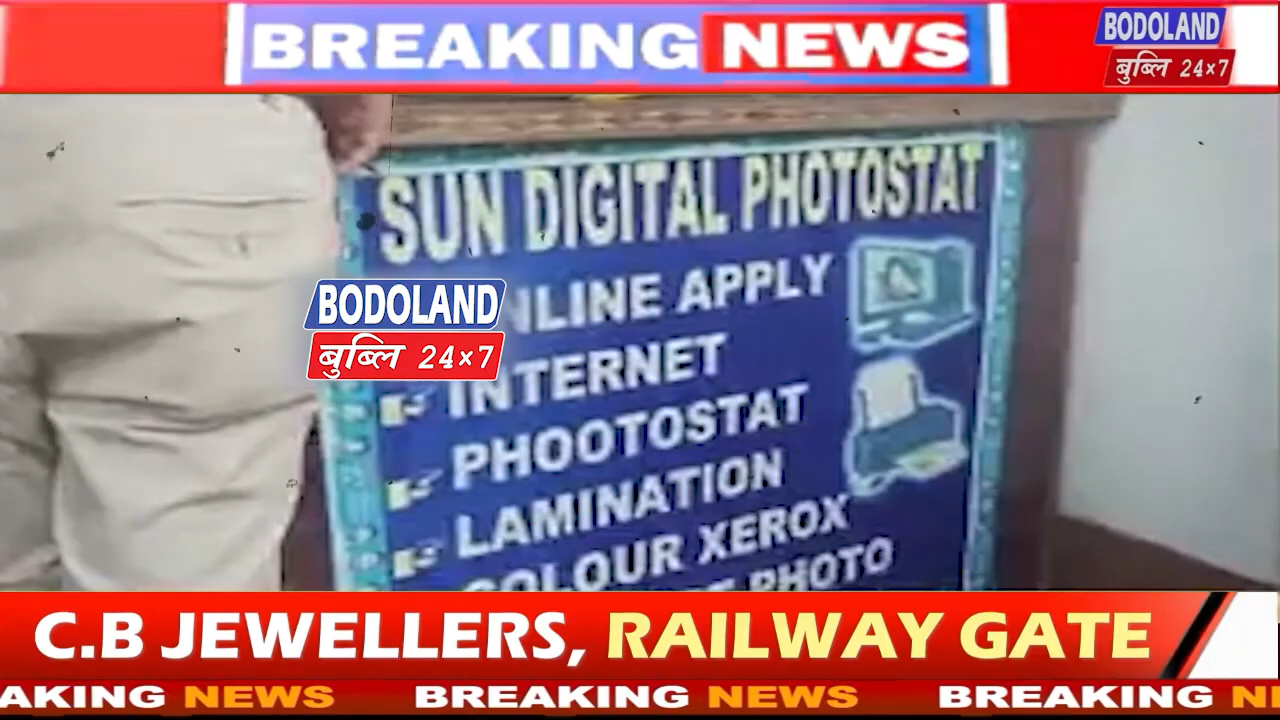 BREAKING NEWS
BODOLAND
बुब्लि 24×7
SUN DIGITAL PHOTOSTAT
NLINE APPLY
BODOLAND
बुब्लि 24×7
INTERNET
PHOOTOSTAT
LAMINATION
COLOUR XEROX
PHOTO
C.B JEWELLERS, RAILWAY GATE
AKING NEWS BREAKING NEWS BREAKING NE